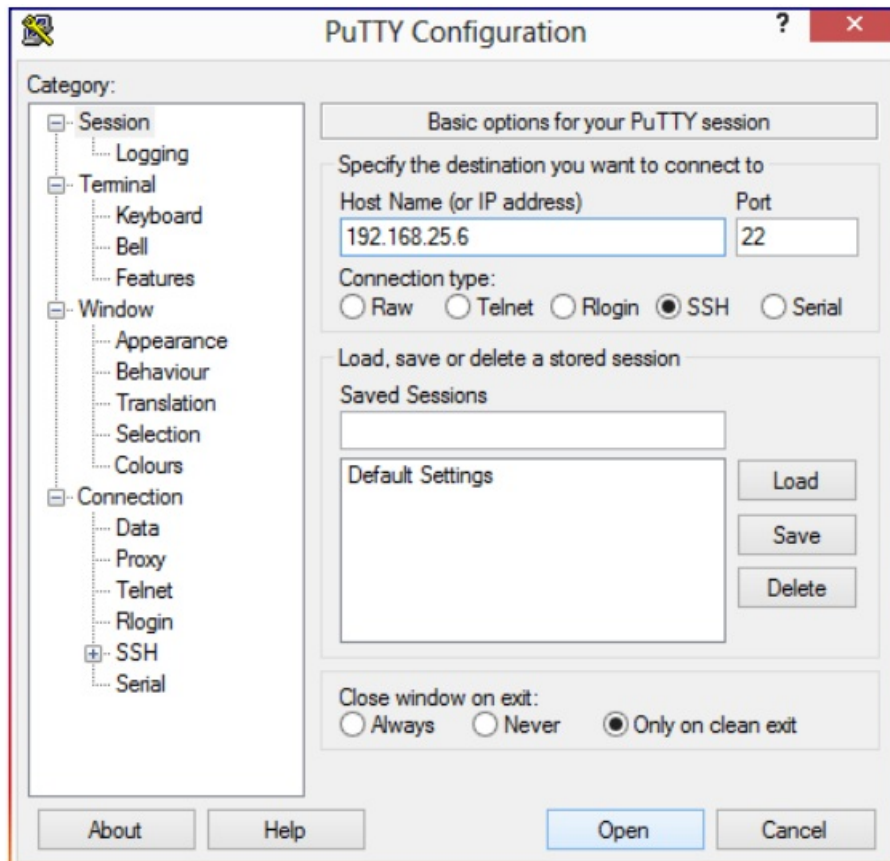 PuTTY Configuration
?
Category:
Session
Logging
Terminal
Keyboard
Bell
Features
Window
Appearance
Behaviour
Translation
Selection
Colours
Connection
Data
Proxy
Telnet
Rlogin
SSH
Serial
Basic options for your PuTTY session
Specify the destination you want to connect to
Host Name (or IP address) Port
192.168.25.6 22
Connection type:
Raw Telnet Rlogin SSH Serial
Load, save or delete a stored session
Saved Sessions
Default Settings
Load
Save
Delete
Close window on exit:
Always Never Only on clean exit
About Help Open Cancel